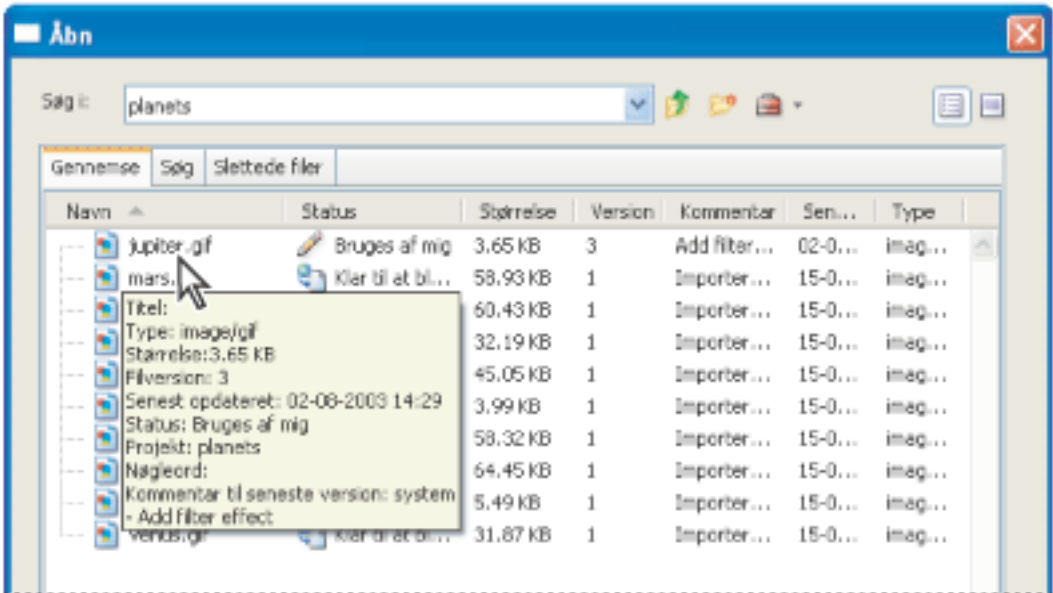 Åbn
Søg i: planets
Gennemse Søg Slettede filer
Navn Status Størrelse Version Kommentar Sen... Type
jupiter.gif Bruges af mig 3.65 KB 3 Add filter... 02-0... imag...
mars. Klar til at bl... 58.93 KB 1 Importer... 15-0... imag...
Titel: 60.43 KB 1 Importer... 15-0... imag...
Type: image/gif 32.19 KB 1 Importer... 15-0... imag...
Størrelse:3.65 KB
Filversion: 3 45.05 KB 1 Importer... 15-0... imag...
Senest opdateret: 02-08-2003 14:29 3.99 KB 1 Importer... 15-0... imag...
Status: Bruges af mig
Projekt: planets 58.32 KB 1 Importer... 15-0... imag...
Nøgleord: 64.45 KB 1 Importer... 15-0... imag...
Kommentar til seneste version: system 5.49 KB 1 Importer... 15-0... imag...
- Add filter effect
venus.gif Klar til at bl... 31.87 KB 1 Importer... 15-0... imag...